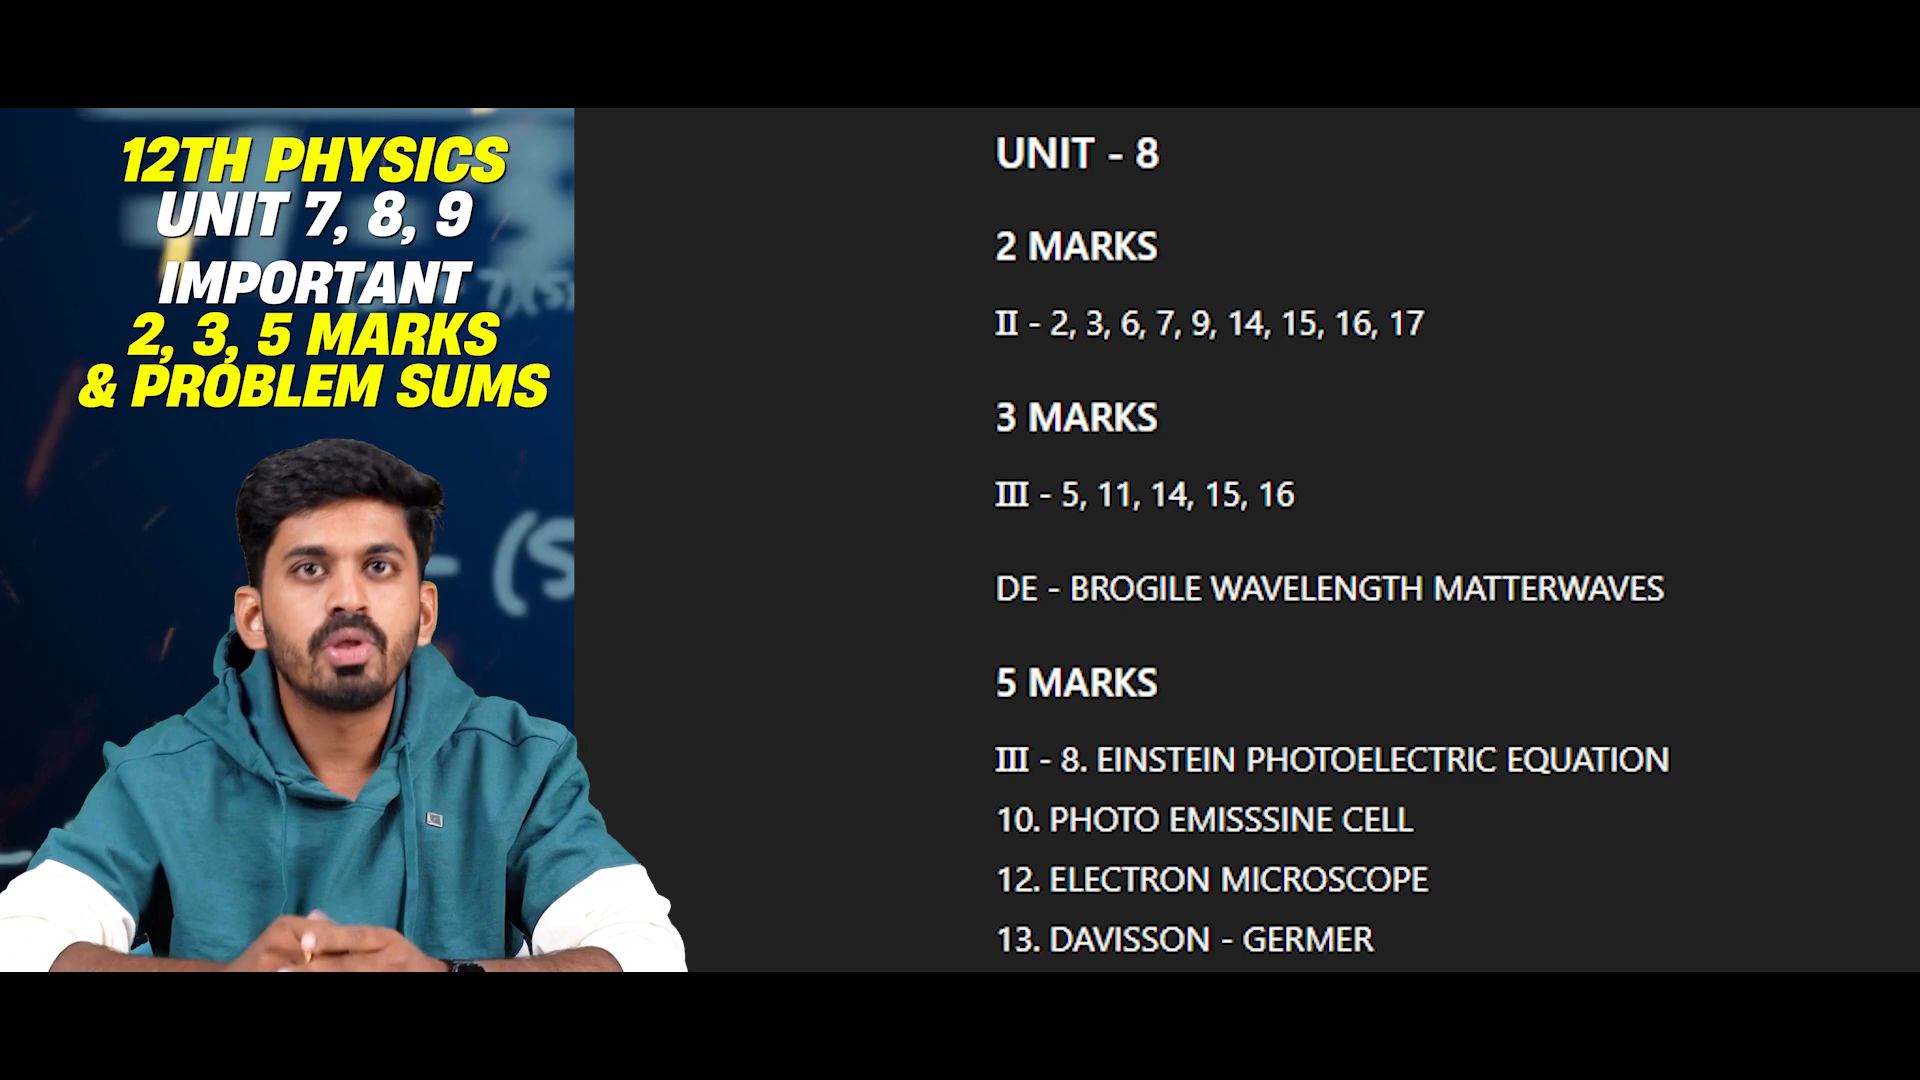 12TH PHYSICS
UNIT 7, 8, 9
IMPORTANT
2, 3, 5 MARKS
& PROBLEM SUMS
UNIT - 8
2 MARKS
II - 2, 3, 6, 7, 9, 14, 15, 16, 17
3 MARKS
III - 5, 11, 14, 15, 16
DE - BROGILE WAVELENGTH MATTERWAVES
5 MARKS
III - 8. EINSTEIN PHOTOELECTRIC EQUATION
10. PHOTO EMISSSINE CELL
12. ELECTRON MICROSCOPE
13. DAVISSON - GERMER